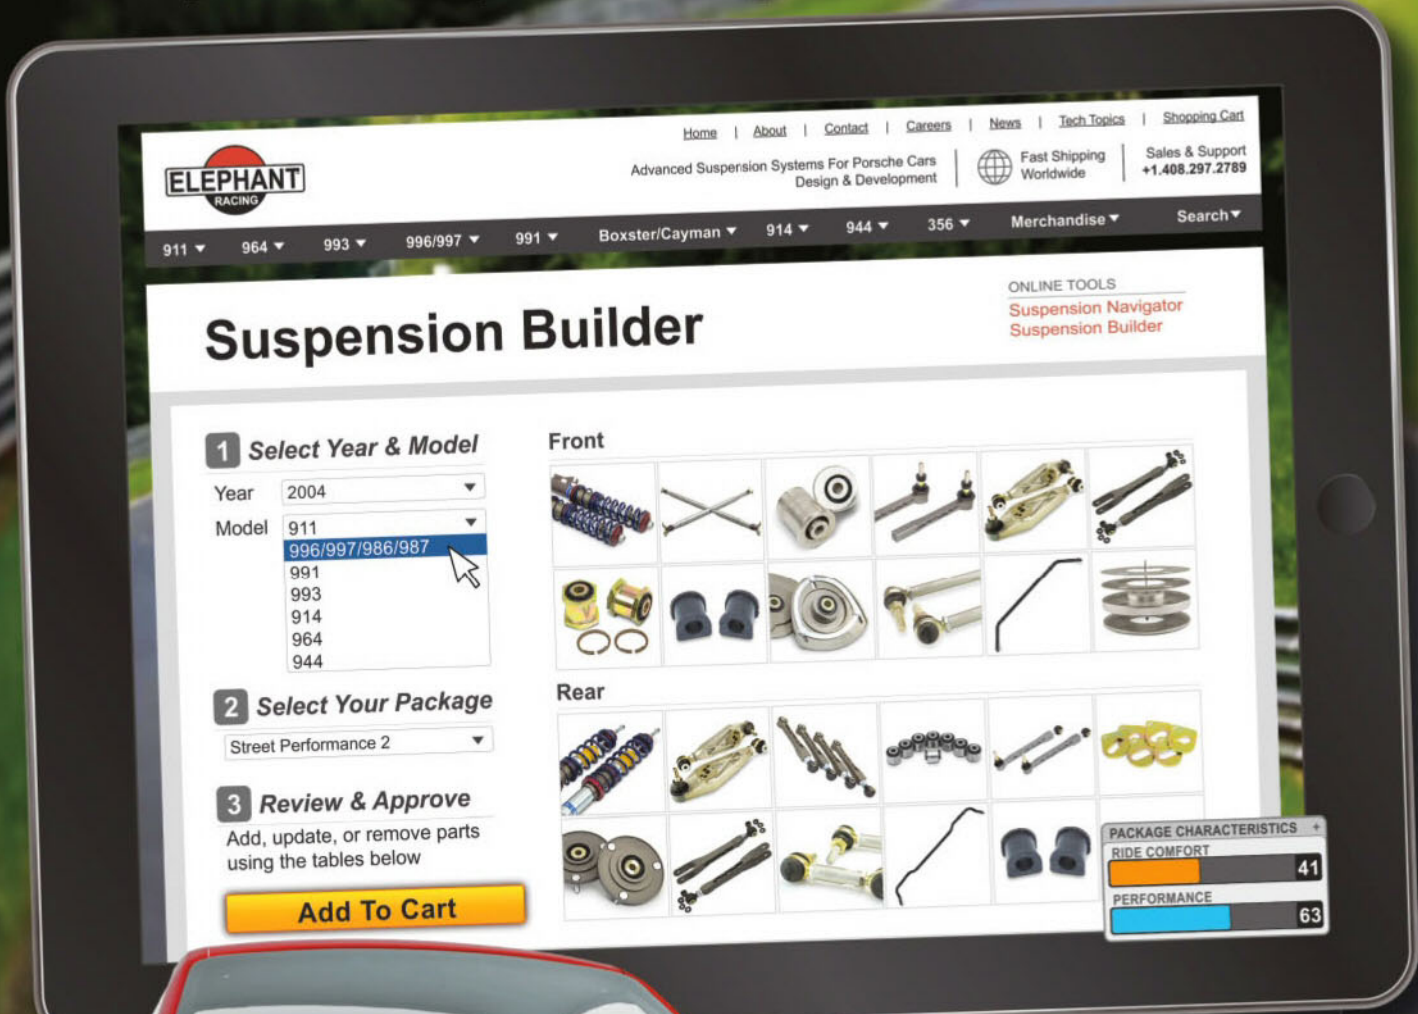 Home | About | Contact | Careers | News | Tech Topics | Shopping Cart
ELEPHANT
RACING
Advanced Suspension Systems For Porsche Cars
Design & Development
Fast Shipping
Worldwide
Sales & Support
+1.408.297.2789
911 964 993 996/997 991 Boxster/Cayman 914 944 356 Merchandise Search
Suspension Builder
ONLINE TOOLS
Suspension Navigator
Suspension Builder
1 Select Year & Model
Year 2004
Model 911
996/997/986/987
991
993
914
964
944
2 Select Your Package
Street Performance 2
3 Review & Approve
Add, update, or remove parts
using the tables below
Add To Cart
Front
Rear
PACKAGE CHARACTERISTICS +
RIDE COMFORT
41
PERFORMANCE
63